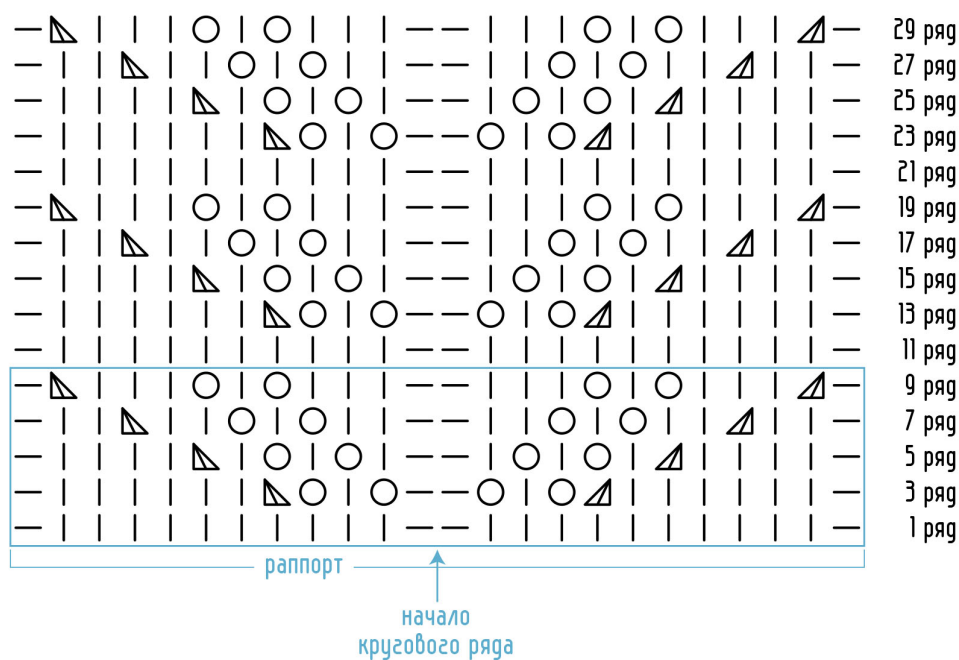 29 ряд
27 ряд
25 ряд
23 ряд
21 ряд
19 ряд
17 ряд
15 ряд
13 ряд
11 ряд
9 ряд
7 ряд
5 ряд
3 ряд
1 ряд
раппорт
начало
кругового ряда